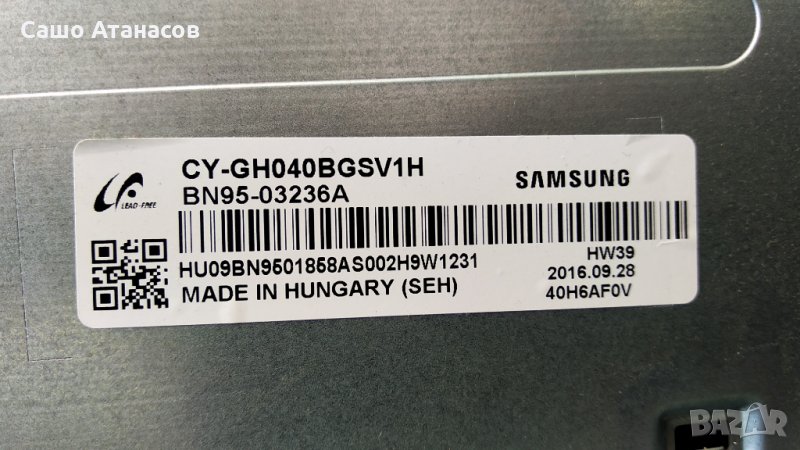 Сашо Атанасов
CY-GH040BGSV1H
BN95-03236A
SAMSUNG
LEAD-FREE
HU09BN9501858AS002H9W1231
HW39
MADE IN HUNGARY (SEH)
2016.09.28
40H6AF0V
BAZAR